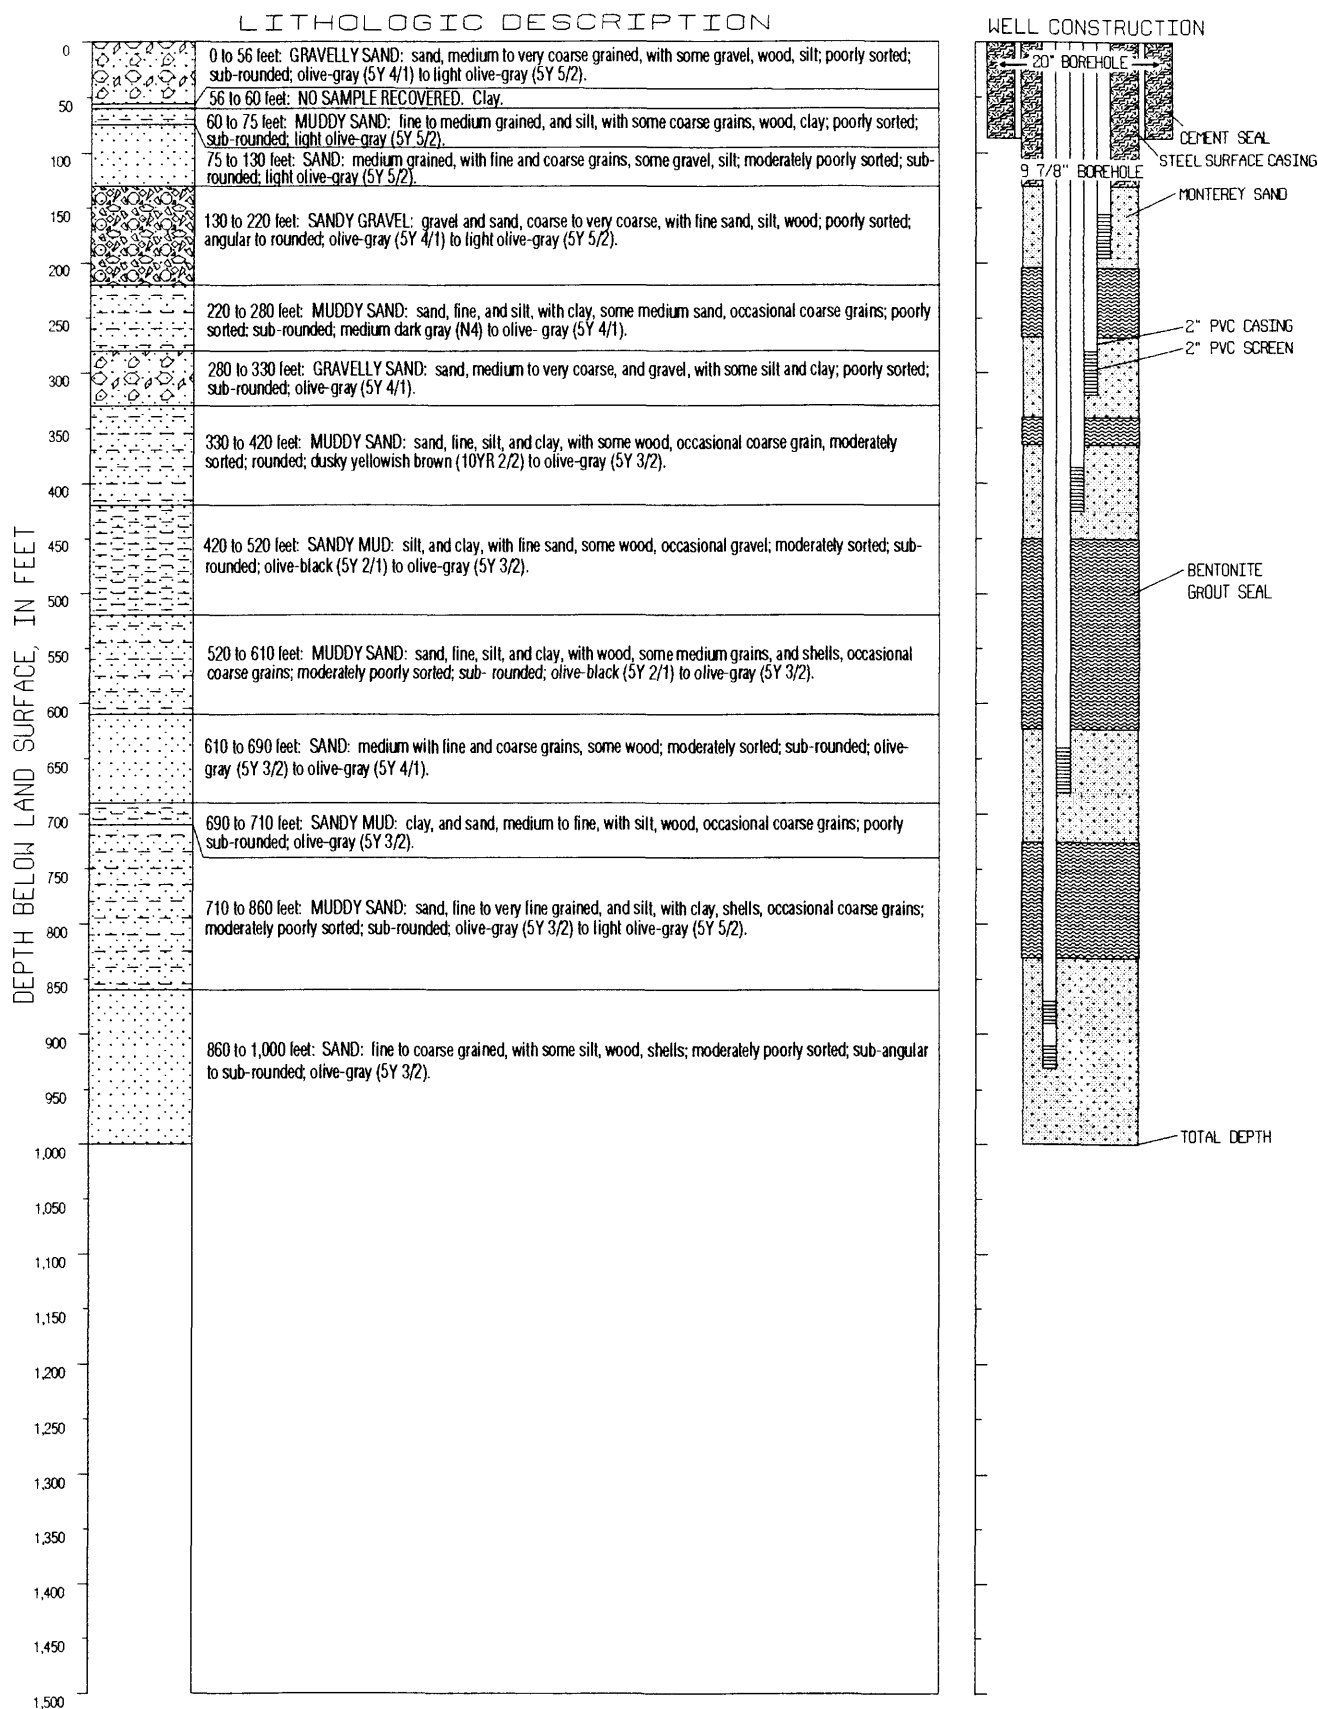 LITHOLOGIC DESCRIPTION
0 to 56 feet: GRAVELLY SAND: sand, medium to very coarse grained, with some gravel, wood, silt; poorly sorted;
sub-rounded; olive-gray (5Y 4/1) to light olive-gray (5Y 5/2).
56 to 60 feet: NO SAMPLE RECOVERED. Clay.
60 to 75 feet: MUDDY SAND: fine to medium grained, and silt, with some coarse grains, wood, clay; poorly sorted;
sub-rounded; light olive-gray (5Y 5/2).
75 to 130 feet: SAND: medium grained, with fine and coarse grains, some gravel, silt; moderately poorly sorted; sub-
rounded; light olive-gray (5Y 5/2).
130 to 220 feet: SANDY GRAVEL: gravel and sand, coarse to very coarse, with fine sand, silt, wood; poorly sorted;
angular to rounded; olive-gray (5Y 4/1) to light olive-gray (5Y 5/2).
220 to 280 feet: MUDDY SAND: sand, fine, and silt, with clay, some medium sand, occasional coarse grains; poorly
sorted; sub-rounded; medium dark gray (N4) to olive- gray (5Y 4/1).
280 to 330 feet: GRAVELLY SAND: sand, medium to very coarse, and gravel, with some silt and clay; poorly sorted;
sub-rounded; olive-gray (5Y 4/1).
330 to 420 feet: MUDDY SAND: sand, fine, silt, and clay, with some wood, occasional coarse grain, moderately
sorted; rounded; dusky yellowish brown (10YR 2/2) to olive-gray (5Y 3/2).
420 to 520 feet: SANDY MUD: silt, and clay, with fine sand, some wood, occasional gravel; moderately sorted; sub-
rounded; olive-black (5Y 2/1) to olive-gray (5Y 3/2).
520 to 610 feet: MUDDY SAND: sand, fine, silt, and clay, with wood, some medium grains, and shells, occasional
coarse grains; moderately poorly sorted; sub- rounded; olive-black (5Y 2/1) to olive-gray (5Y 3/2).
610 to 690 feet: SAND: medium with fine and coarse grains, some wood; moderately sorted; sub-rounded; olive-
gray (5Y 3/2) to olive-gray (5Y 4/1).
690 to 710 feet: SANDY MUD: clay, and sand, medium to fine, with silt, wood, occasional coarse grains; poorly
sub-rounded; olive-gray (5Y 3/2).
710 to 860 feet: MUDDY SAND: sand, fine to very fine grained, and silt, with clay, shells, occasional coarse grains;
moderately poorly sorted; sub-rounded; olive-gray (5Y 3/2) to light olive-gray (5Y 5/2).
860 to 1,000 feet: SAND: fine to coarse grained, with some silt, wood, shells; moderately poorly sorted; sub-angular
to sub-rounded; olive-gray (5Y 3/2).
DEPTH BELOW LAND SURFACE, IN FEET
0
50
100
150
200
250
300
350
400
450
500
550
600
650
700
750
800
850
900
950
1,000
1,050
1,100
1,150
1,200
1,250
1,300
1,350
1,400
1,450
1,500
WELL CONSTRUCTION
20" BOREHOLE
CEMENT SEAL
STEEL SURFACE CASING
9 7/8" BOREHOLE
MONTEREY SAND
2" PVC CASING
2" PVC SCREEN
BENTONITE
GROUT SEAL
TOTAL DEPTH